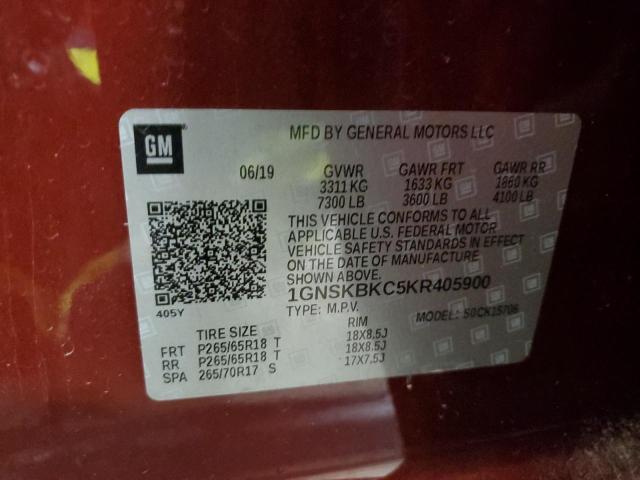 GM
MFD BY GENERAL MOTORS LLC
06/19 GVWR GAWR FRT GAWR RR
3311 KG 1633 KG 1860 KG
7300 LB 3600 LB 4100 LB
THIS VEHICLE CONFORMS TO ALL
APPLICABLE U.S. FEDERAL MOTOR
VEHICLE SAFETY STANDARDS IN EFFECT
ON THE DATE OF MANUFACTURE
SHOWN ABOVE.
1GNSKBKC5KR405900
405Y
TYPE: M.P.V. MODEL: S0CK15706
TIRE SIZE RIM
FRT P265/65R18 T 18X8.5J
RR P265/65R18 T 18X8.5J
SPA 265/70R17 S 17X7.5J